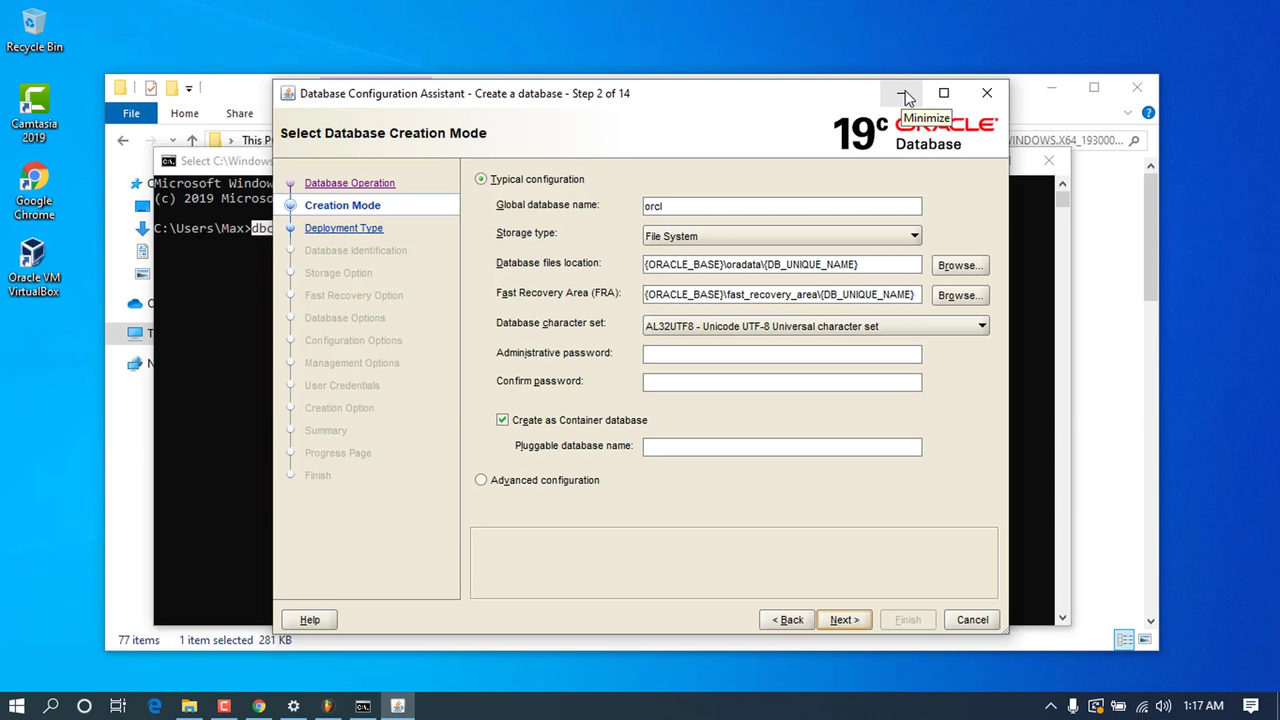 Recycle Bin
Camtasia
2019
Google
Chrome
Oracle VM
VirtualBox
File
Home
Share
This P
WINDOWS.X64_193000
Select C:\Windows
Microsoft Window
(c) 2019 Microso
C:\Users\Max>dbc
Database Configuration Assistant - Create a database - Step 2 of 14
Minimize
Select Database Creation Mode
19c ORACLE
Database
Database Operation
Creation Mode
Deployment Type
Database Identification
Storage Option
Fast Recovery Option
Database Options
Configuration Options
Management Options
User Credentials
Creation Option
Summary
Progress Page
Finish
Typical configuration
Global database name: orcl
Storage type: File System
Database files location: {ORACLE_BASE}\oradata\{DB_UNIQUE_NAME} Browse...
Fast Recovery Area (FRA): {ORACLE_BASE}\fast_recovery_area\{DB_UNIQUE_NAME} Browse...
Database character set: AL32UTF8 - Unicode UTF-8 Universal character set
Administrative password:
Confirm password:
Create as Container database
Pluggable database name:
Advanced configuration
Help
< Back
Next >
Finish
Cancel
77 items 1 item selected 281 KB
1:17 AM